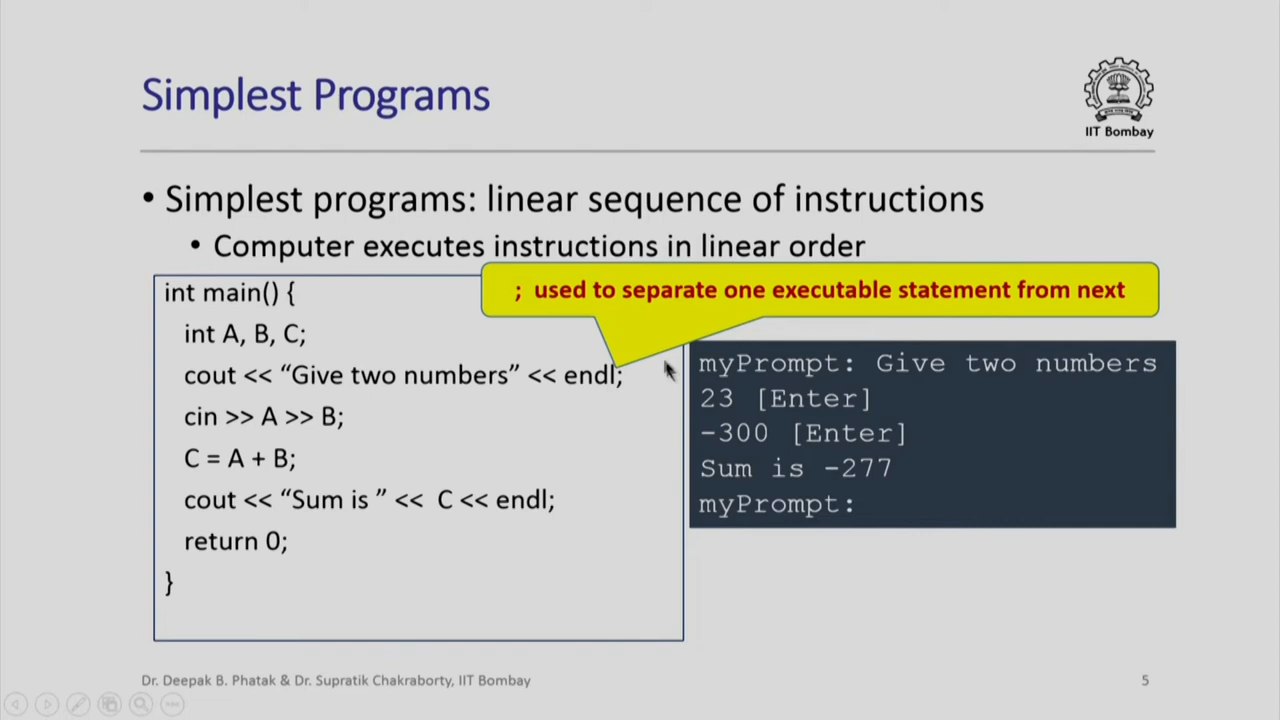 Simplest Programs
IIT Bombay
• Simplest programs: linear sequence of instructions
• Computer executes instructions in linear order
; used to separate one executable statement from next
int main() {
int A, B, C;
cout << “Give two numbers” << endl;
cin >> A >> B;
C = A + B;
cout << “Sum is ” << C << endl;
return 0;
}
myPrompt: Give two numbers
23 [Enter]
-300 [Enter]
Sum is -277
myPrompt:
Dr. Deepak B. Phatak & Dr. Supratik Chakraborty, IIT Bombay
5